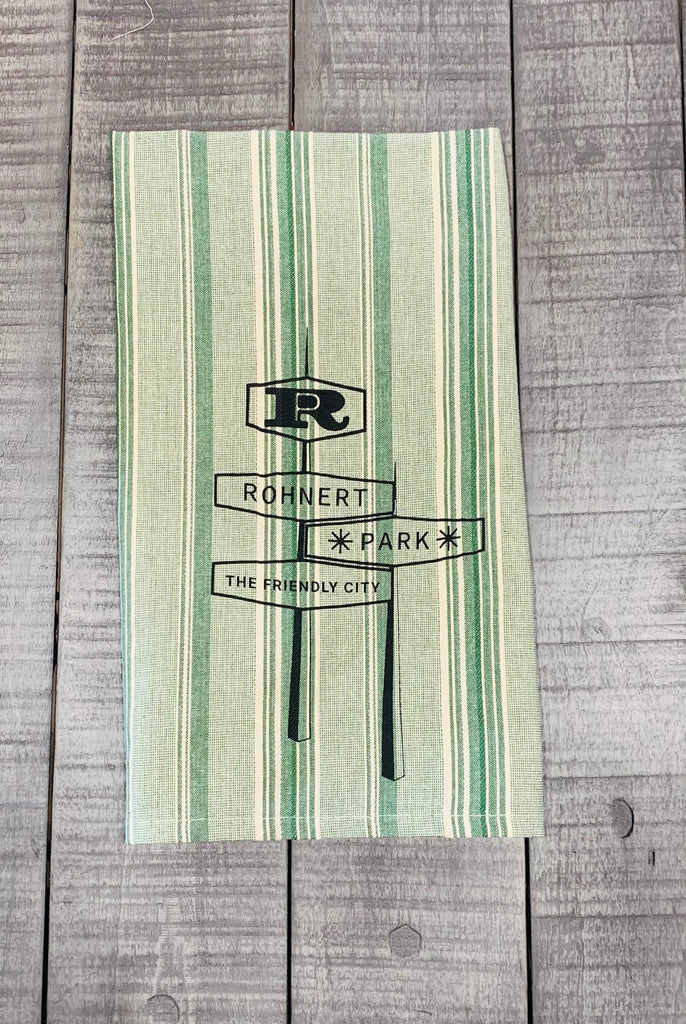 R
ROHNERT
* PARK *
THE FRIENDLY CITY